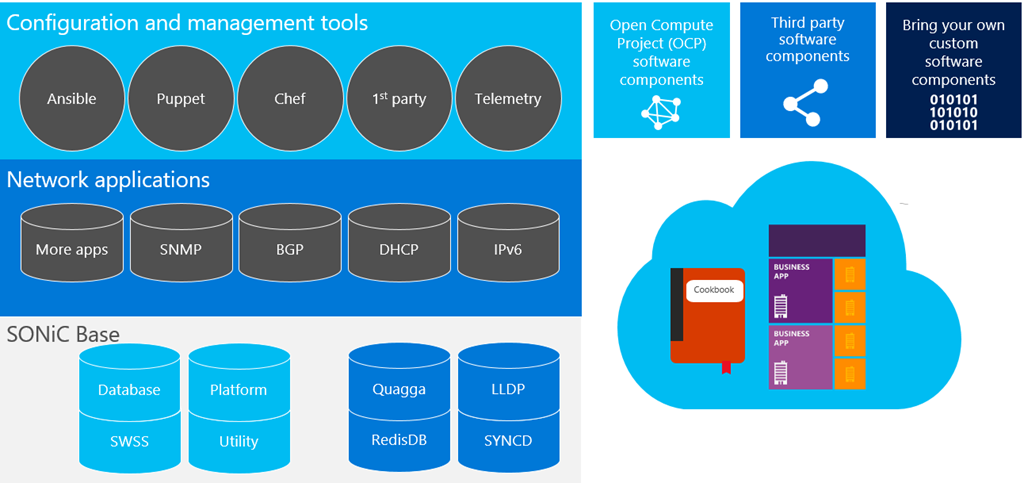 Configuration and management tools
Ansible
Puppet
Chef
1st party
Telemetry
Network applications
More apps
SNMP
BGP
DHCP
IPv6
SONiC Base
Database
Platform
Quagga
LLDP
SWSS
Utility
RedisDB
SYNCD
Open Compute
Project (OCP)
software
components
Third party
software
components
Bring your own
custom
software
components
010101
101010
010101
Cookbook
BUSINESS
APP
BUSINESS
APP